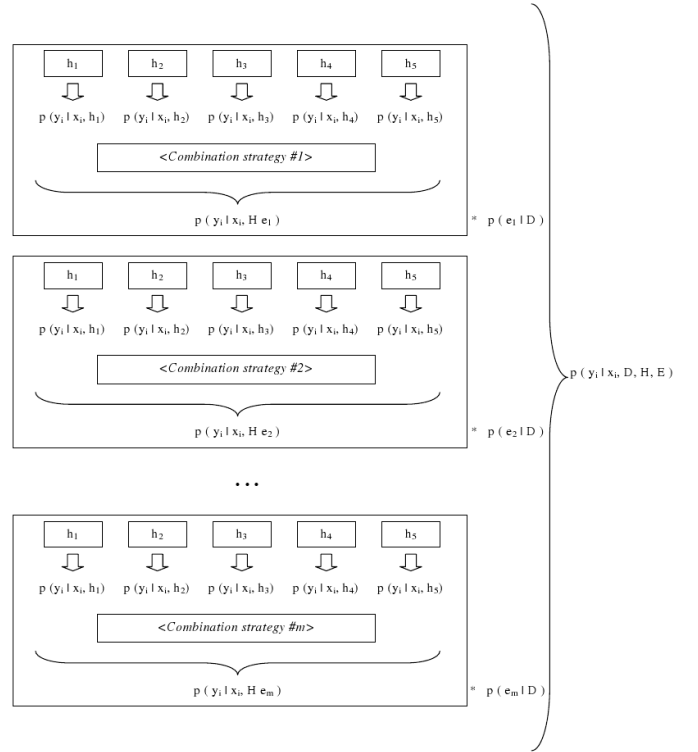 h₁ h₂ h₃ h₄ h₅
p ( yᵢ | xᵢ, h₁) p ( yᵢ | xᵢ, h₂) p ( yᵢ | xᵢ, h₃) p ( yᵢ | xᵢ, h₄) p ( yᵢ | xᵢ, h₅)
<Combination strategy #1>
p ( yᵢ | xᵢ, H e₁ ) * p ( e₁ | D )
h₁ h₂ h₃ h₄ h₅
p ( yᵢ | xᵢ, h₁) p ( yᵢ | xᵢ, h₂) p ( yᵢ | xᵢ, h₃) p ( yᵢ | xᵢ, h₄) p ( yᵢ | xᵢ, h₅)
<Combination strategy #2>
p ( yᵢ | xᵢ, D, H, E )
p ( yᵢ | xᵢ, H e₂ ) * p ( e₂ | D )
...
h₁ h₂ h₃ h₄ h₅
p ( yᵢ | xᵢ, h₁) p ( yᵢ | xᵢ, h₂) p ( yᵢ | xᵢ, h₃) p ( yᵢ | xᵢ, h₄) p ( yᵢ | xᵢ, h₅)
<Combination strategy #m>
p ( yᵢ | xᵢ, H eₘ ) * p ( eₘ | D )